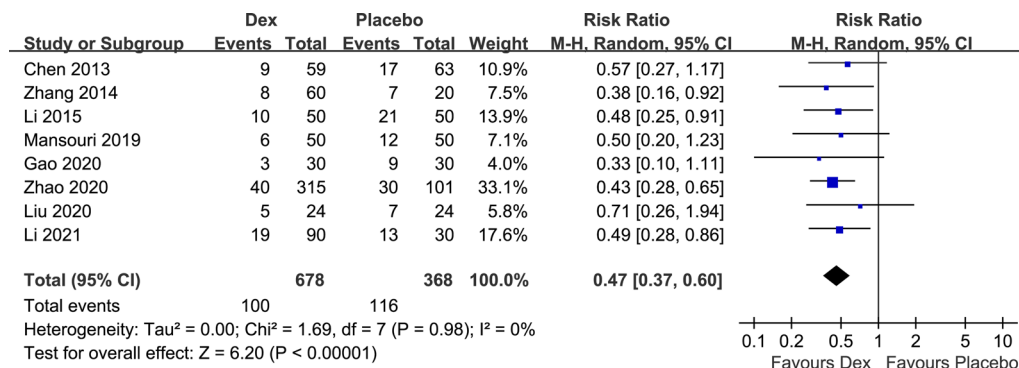 Dex Placebo Risk Ratio Risk Ratio
Study or Subgroup Events Total Events Total Weight M-H, Random, 95% CI M-H, Random, 95% CI
Chen 2013 9 59 17 63 10.9% 0.57 [0.27, 1.17]
Zhang 2014 8 60 7 20 7.5% 0.38 [0.16, 0.92]
Li 2015 10 50 21 50 13.9% 0.48 [0.25, 0.91]
Mansouri 2019 6 50 12 50 7.1% 0.50 [0.20, 1.23]
Gao 2020 3 30 9 30 4.0% 0.33 [0.10, 1.11]
Zhao 2020 40 315 30 101 33.1% 0.43 [0.28, 0.65]
Liu 2020 5 24 7 24 5.8% 0.71 [0.26, 1.94]
Li 2021 19 90 13 30 17.6% 0.49 [0.28, 0.86]
Total (95% CI) 678 368 100.0% 0.47 [0.37, 0.60]
Total events 100 116
Heterogeneity: Tau² = 0.00; Chi² = 1.69, df = 7 (P = 0.98); I² = 0%
Test for overall effect: Z = 6.20 (P < 0.00001)
0.1 0.2 0.5 1 2 5 10
Favours Dex Favours Placebo